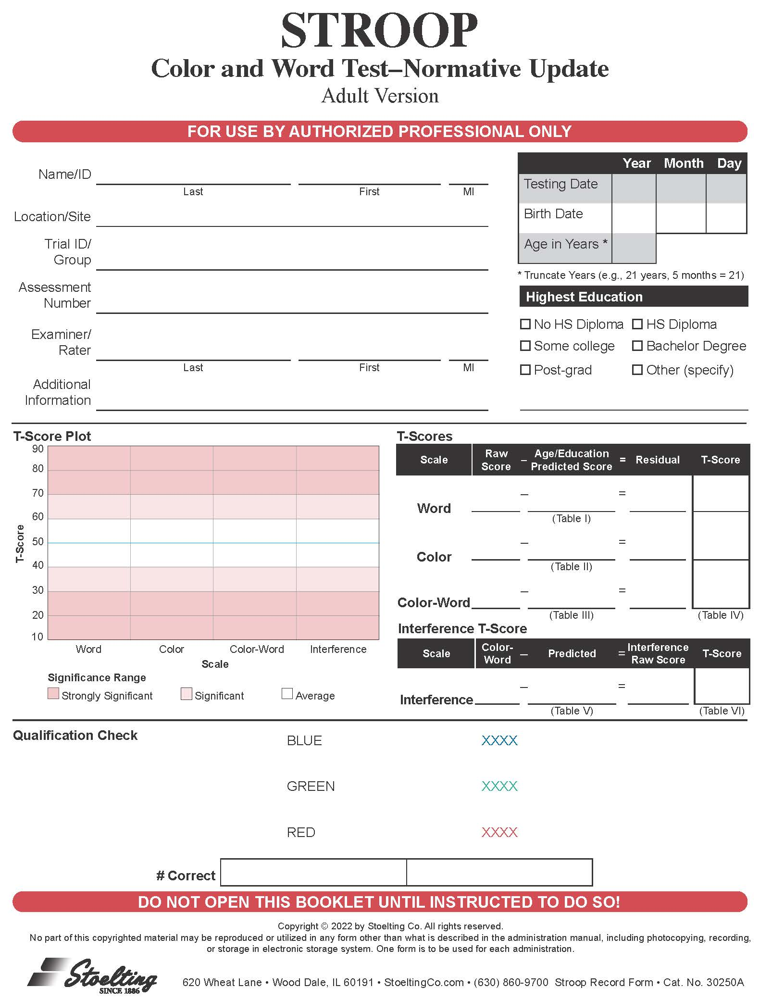 STROOP
Color and Word Test–Normative Update
Adult Version
FOR USE BY AUTHORIZED PROFESSIONAL ONLY
Name/ID
Last First MI
Location/Site
Trial ID/
Group
Assessment
Number
Examiner/
Rater
Last First MI
Additional
Information
Year Month Day
Testing Date
Birth Date
Age in Years *
* Truncate Years (e.g., 21 years, 5 months = 21)
Highest Education
No HS Diploma HS Diploma
Some college Bachelor Degree
Post-grad Other (specify)
T-Score Plot
T-Score
90
80
70
60
50
40
30
20
10
Word Color Color-Word Interference
Scale
Significance Range
Strongly Significant Significant Average
T-Scores
Scale Raw Score – Age/Education Predicted Score = Residual T-Score
– =
Word
(Table I)
– =
Color
(Table II)
– =
Color-Word
(Table III) (Table IV)
Interference T-Score
Scale Color-Word – Predicted = Interference Raw Score T-Score
– =
Interference
(Table V) (Table VI)
Qualification Check
BLUE XXXX
GREEN XXXX
RED XXXX
# Correct
DO NOT OPEN THIS BOOKLET UNTIL INSTRUCTED TO DO SO!
Copyright © 2022 by Stoelting Co. All rights reserved.
No part of this copyrighted material may be reproduced or utilized in any form other than what is described in the administration manual, including photocopying, recording,
or storage in electronic storage system. One form is to be used for each administration.
Stoelting
SINCE 1886
620 Wheat Lane • Wood Dale, IL 60191 • StoeltingCo.com • (630) 860-9700 Stroop Record Form • Cat. No. 30250A